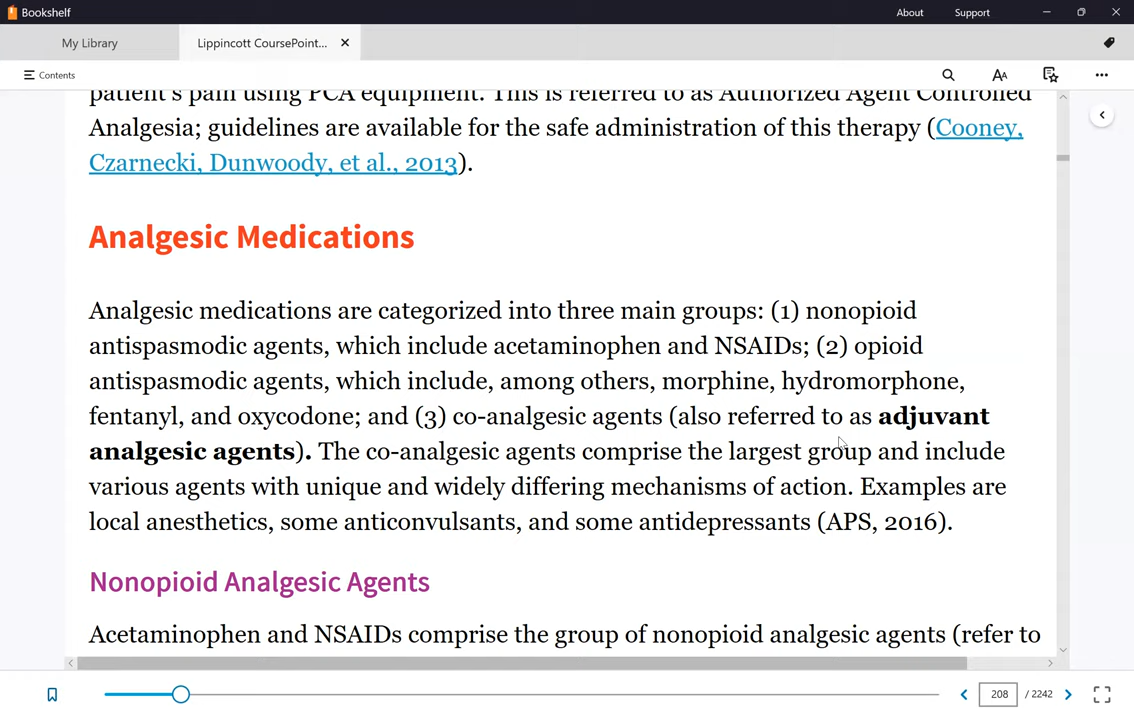 Bookshelf
About
Support
My Library
Lippincott CoursePoint...
Contents
patient's pain using PCA equipment. This is referred to as Authorized Agent Controlled
Analgesia; guidelines are available for the safe administration of this therapy (Cooney,
Czarnecki, Dunwoody, et al., 2013).
Analgesic Medications
Analgesic medications are categorized into three main groups: (1) nonopioid
antispasmodic agents, which include acetaminophen and NSAIDs; (2) opioid
antispasmodic agents, which include, among others, morphine, hydromorphone,
fentanyl, and oxycodone; and (3) co-analgesic agents (also referred to as adjuvant
analgesic agents). The co-analgesic agents comprise the largest group and include
various agents with unique and widely differing mechanisms of action. Examples are
local anesthetics, some anticonvulsants, and some antidepressants (APS, 2016).
Nonopioid Analgesic Agents
Acetaminophen and NSAIDs comprise the group of nonopioid analgesic agents (refer to
208 / 2242